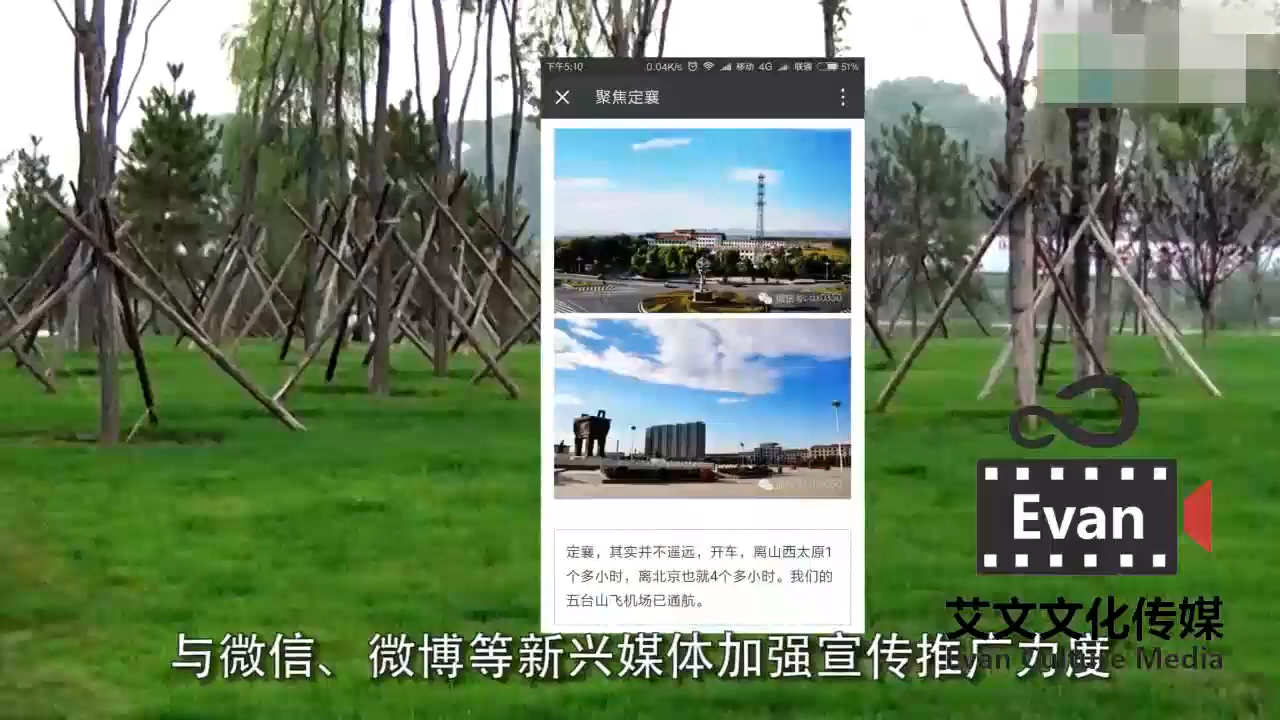 下午5:10
0.04K/s
移动 4G
联通
51%
聚焦定襄
定襄，其实并不遥远，开车，离山西太原1
个多小时，离北京也就4个多小时。我们的
五台山飞机场已通航。
Evan
艾文文化传媒
Evan Culture Media
与微信、微博等新兴媒体加强宣传推广力度